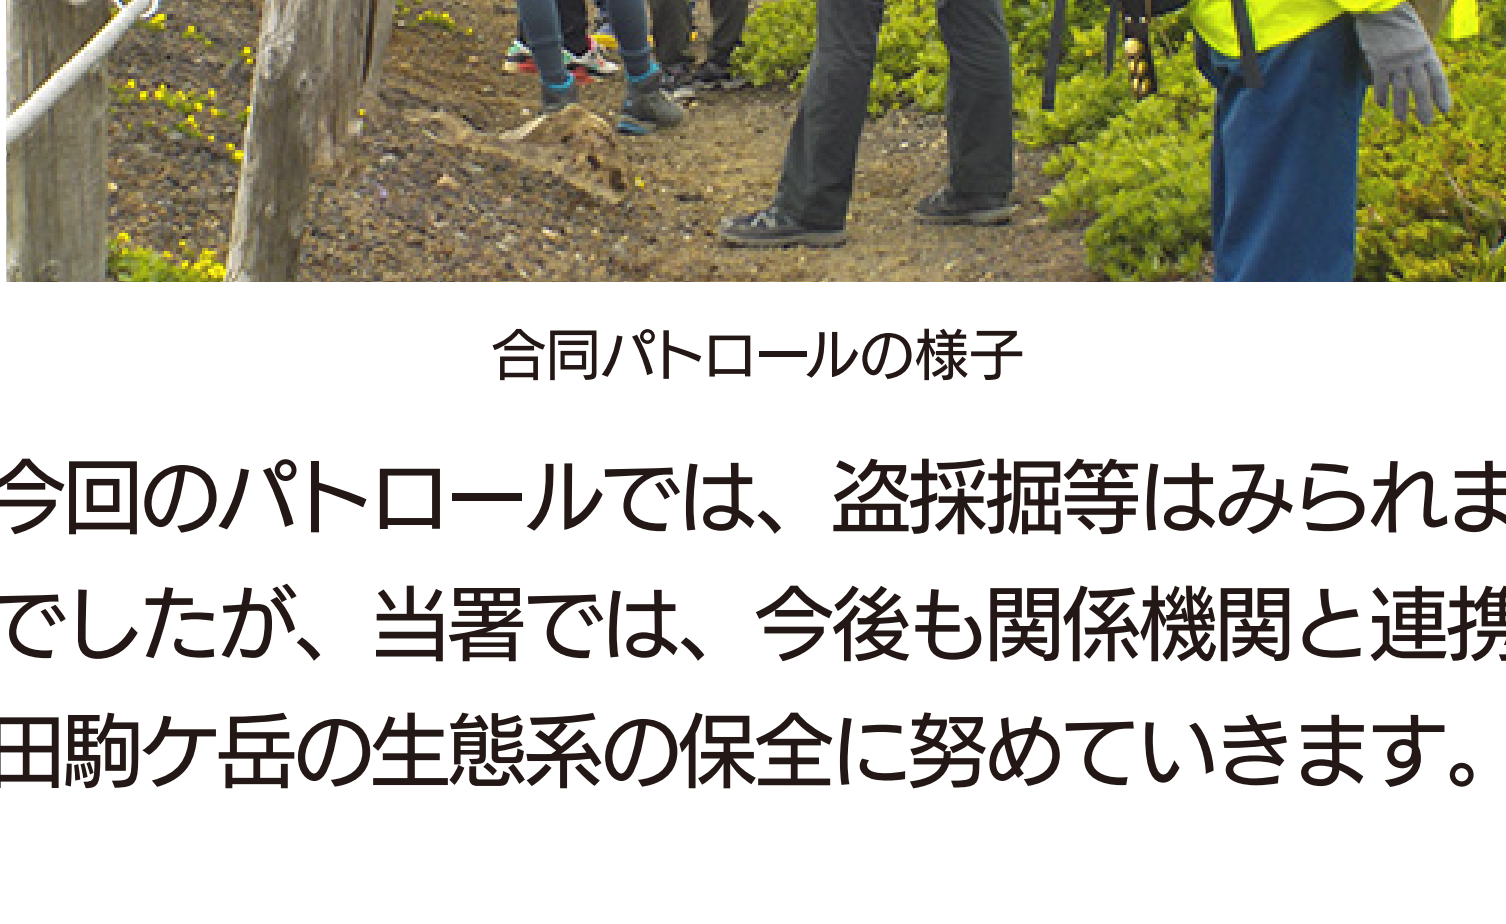 合同パトロールの様子
今回のパトロールでは、盗採掘等はみられま
でしたが、当署では、今後も関係機関と連携
田駒ケ岳の生態系の保全に努めていきます。